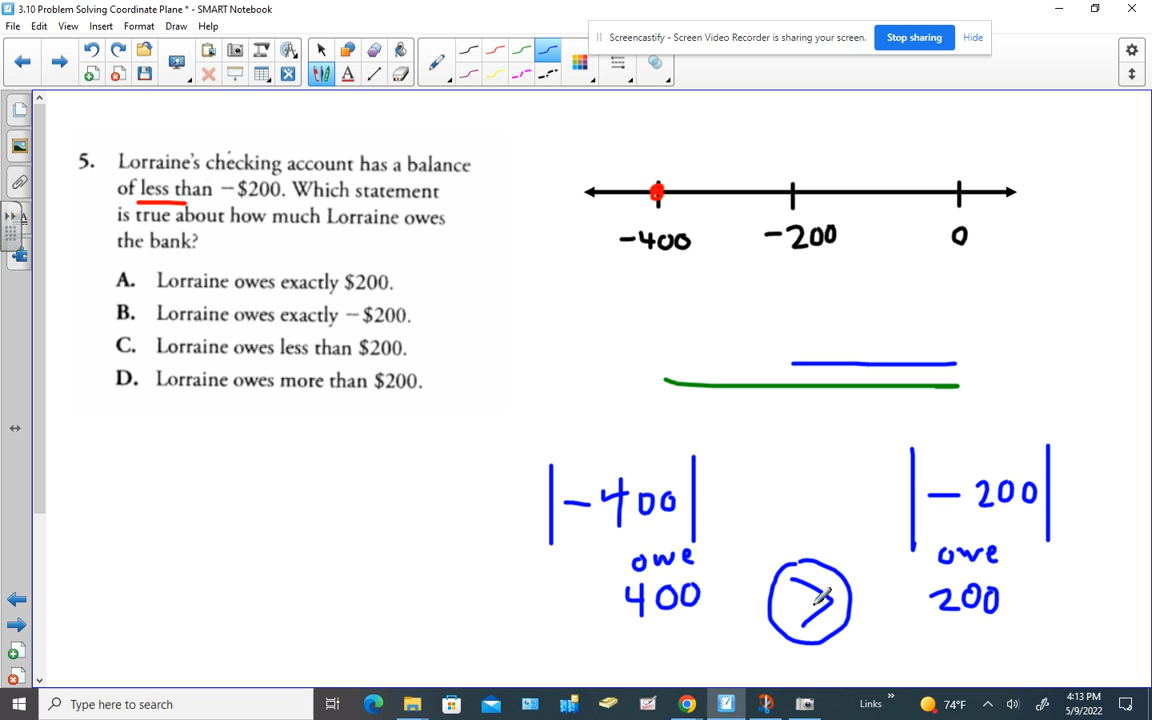 3.10 Problem Solving Coordinate Plane * - SMART Notebook
File Edit View Insert Format Tools Draw Help
Screencastify - Screen Video Recorder is sharing your screen. Stop sharing Hide
5. Lorraine's checking account has a balance
of less than −$200. Which statement
is true about how much Lorraine owes
the bank?
A. Lorraine owes exactly $200.
B. Lorraine owes exactly −$200.
C. Lorraine owes less than $200.
D. Lorraine owes more than $200.
-400 -200 0
|-400| |-200|
owe owe
400 > 200
Type here to search
Links » 74°F 4:13 PM
5/9/2022